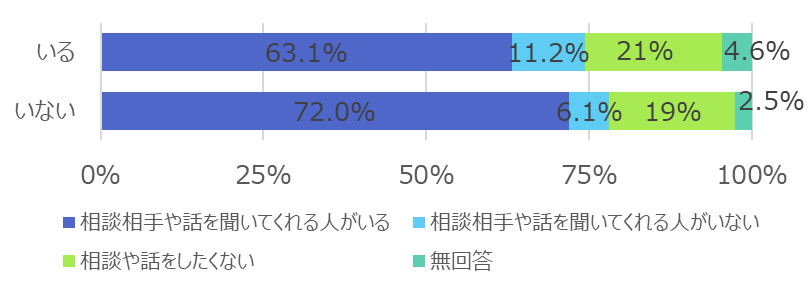 いる 63.1% 11.2% 21% 4.6%
いない 72.0% 6.1% 19% 2.5%
0% 25% 50% 75% 100%
相談相手や話を聞いてくれる人がいる 相談相手や話を聞いてくれる人がいない
相談や話をしたくない 無回答